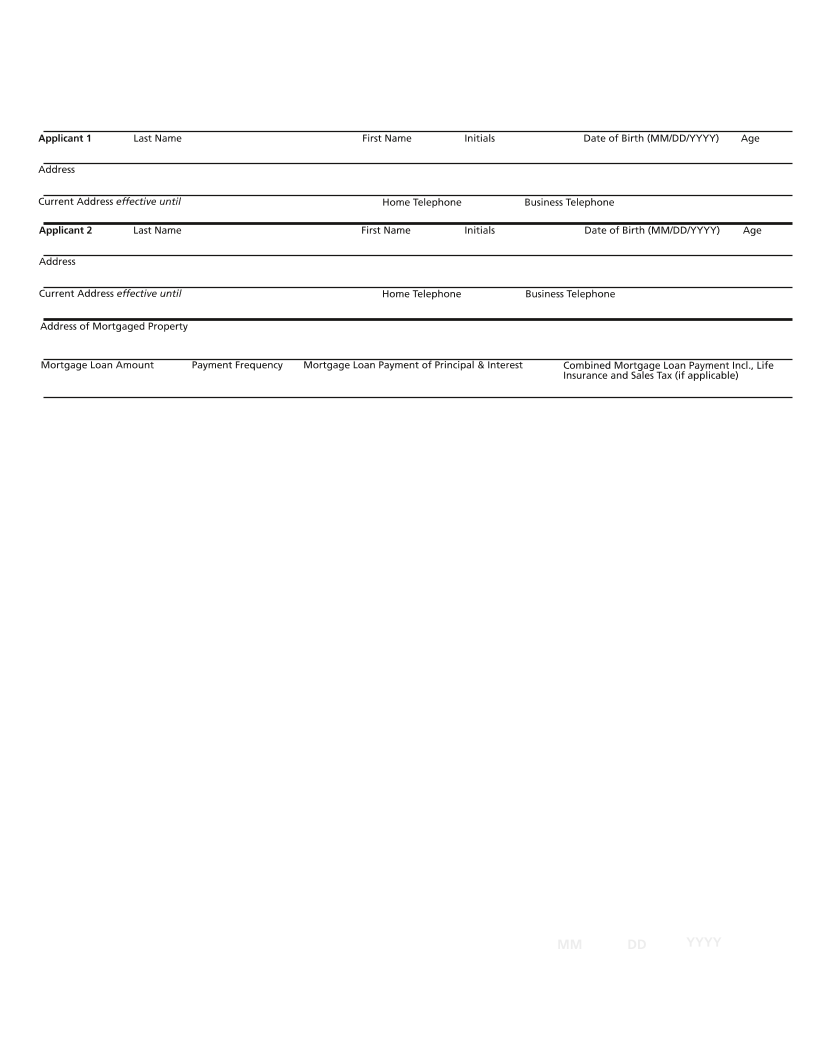 Applicant 1 Last Name First Name Initials Date of Birth (MM/DD/YYYY) Age
Address
Current Address effective until Home Telephone Business Telephone
Applicant 2 Last Name First Name Initials Date of Birth (MM/DD/YYYY) Age
Address
Current Address effective until Home Telephone Business Telephone
Address of Mortgaged Property
Mortgage Loan Amount Payment Frequency Mortgage Loan Payment of Principal & Interest Combined Mortgage Loan Payment Incl., Life
Insurance and Sales Tax (if applicable)
MM DD YYYY